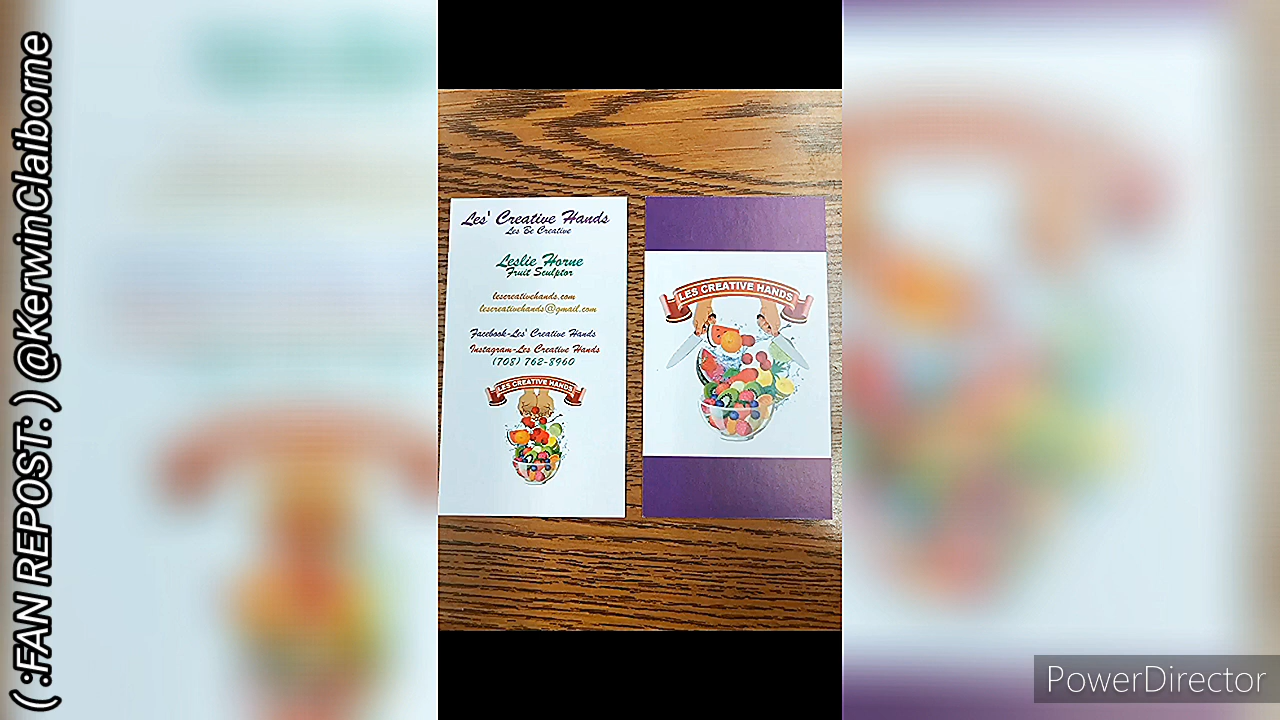 ( :FAN REPOST: ) @KerwinClaiborne
Les' Creative Hands
Les Be Creative
Leslie Horne
Fruit Sculptor
lescreativehands.com
lescreativehands@gmail.com
Facebook-Les' Creative Hands
Instagram-Les Creative Hands
(708) 762-8960
LES CREATIVE HANDS
LES CREATIVE HANDS
PowerDirector